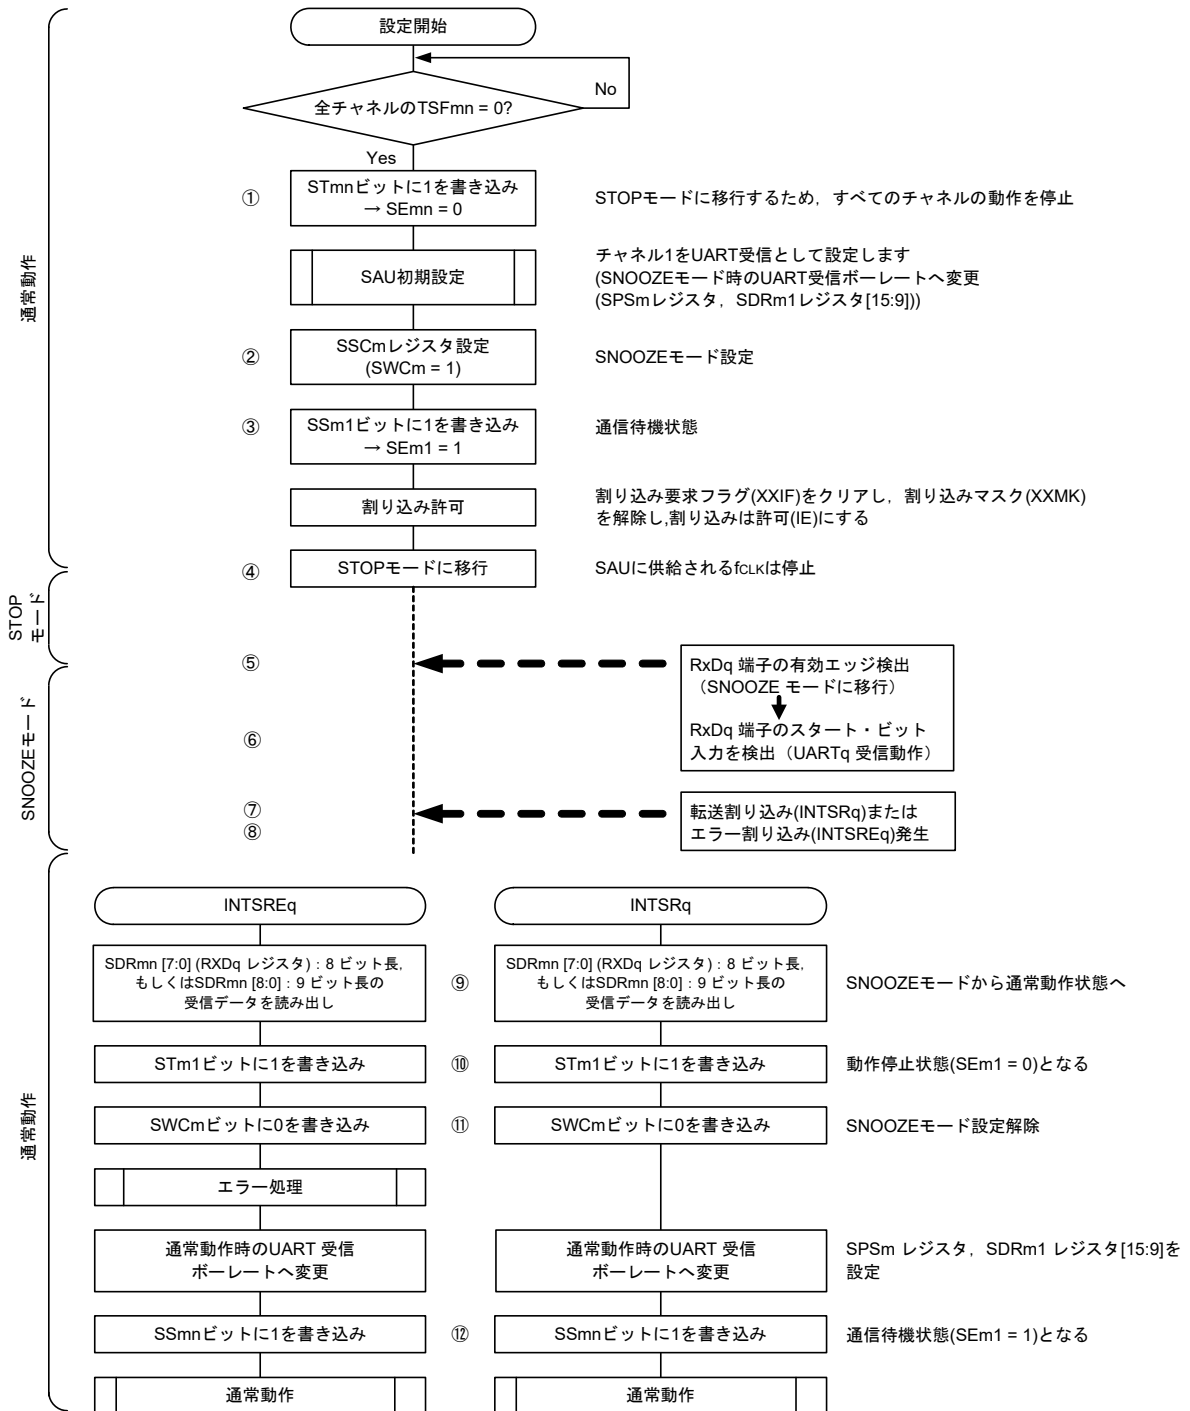 設定開始
No
全チャネルのTSFmn = 0?
Yes
① STmnビットに1を書き込み
→ SEmn = 0
STOPモードに移行するため，すべてのチャネルの動作を停止
通常動作
SAU初期設定
チャネル1をUART受信として設定します
(SNOOZEモード時のUART受信ボーレートへ変更
(SPSmレジスタ，SDRm1レジスタ[15:9]))
② SSCmレジスタ設定
(SWCm = 1)
SNOOZEモード設定
③ SSm1ビットに1を書き込み
→ SEm1 = 1
通信待機状態
割り込み許可
割り込み要求フラグ(XXIF)をクリアし，割り込みマスク(XXMK)
を解除し,割り込みは許可(IE)にする
④ STOPモードに移行
SAUに供給されるfCLKは停止
STOP
モード
⑤
RxDq 端子の有効エッジ検出
（SNOOZE モードに移行）
SNOOZEモード
⑥
RxDq 端子のスタート・ビット
入力を検出（UARTq 受信動作）
⑦
⑧
転送割り込み(INTSRq)または
エラー割り込み(INTSREq)発生
通常動作
INTSREq
INTSRq
SDRmn [7:0] (RXDq レジスタ) : 8 ビット長,
もしくはSDRmn [8:0] : 9 ビット長の
受信データを読み出し
⑨
SDRmn [7:0] (RXDq レジスタ) : 8 ビット長,
もしくはSDRmn [8:0] : 9 ビット長の
受信データを読み出し
SNOOZEモードから通常動作状態へ
STm1ビットに1を書き込み
⑩
STm1ビットに1を書き込み
動作停止状態(SEm1 = 0)となる
SWCmビットに0を書き込み
⑪
SWCmビットに0を書き込み
SNOOZEモード設定解除
エラー処理
通常動作時のUART 受信
ボーレートへ変更
通常動作時のUART 受信
ボーレートへ変更
SPSm レジスタ，SDRm1 レジスタ[15:9]を
設定
SSmnビットに1を書き込み
⑫
SSmnビットに1を書き込み
通信待機状態(SEm1 = 1)となる
通常動作
通常動作